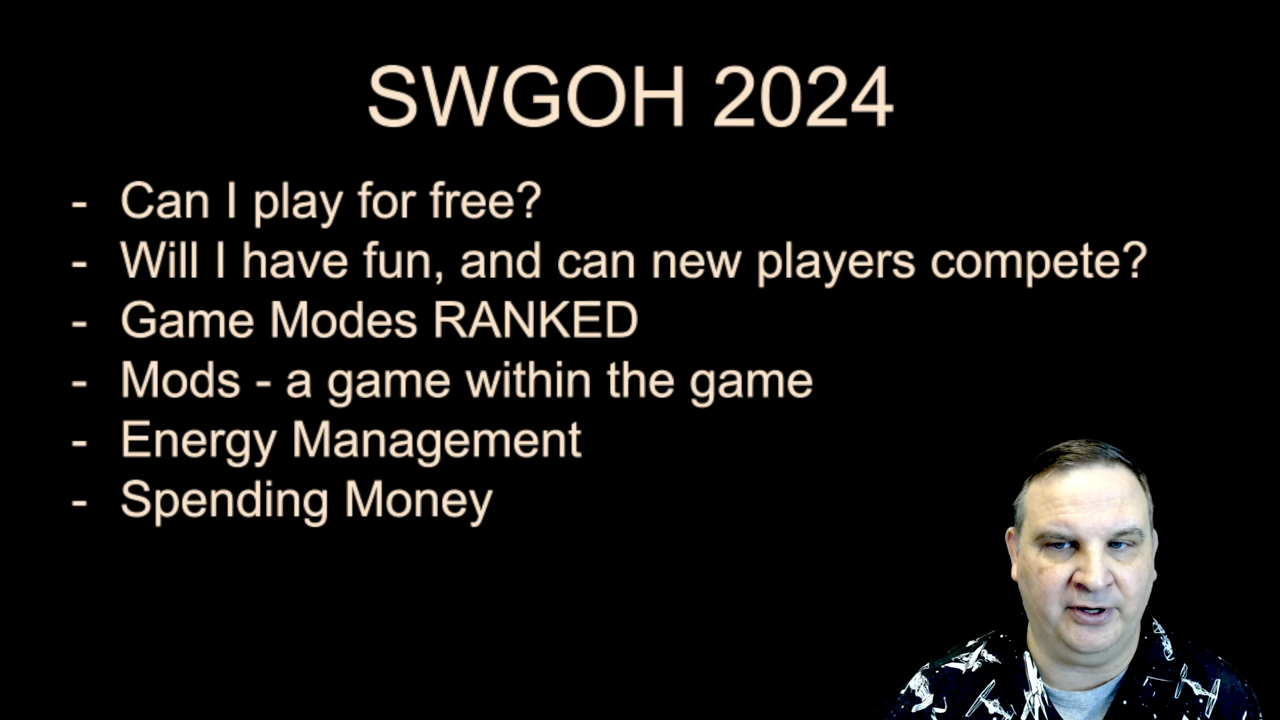 SWGOH 2024
- Can I play for free?
- Will I have fun, and can new players compete?
- Game Modes RANKED
- Mods - a game within the game
- Energy Management
- Spending Money